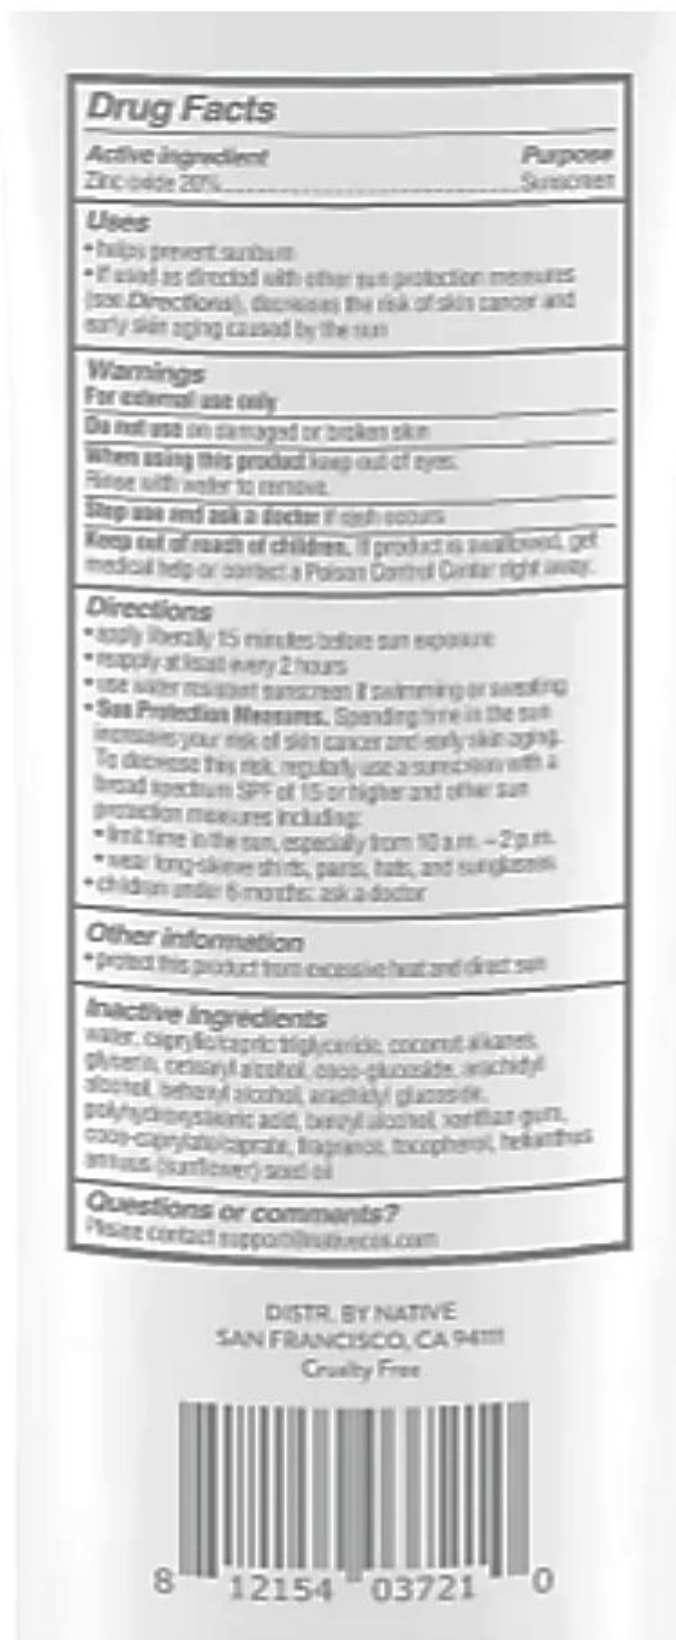 Drug Facts
Active ingredient Purpose
Zinc oxide 20% Sunscreen
Uses
• helps prevent sunburn
• if used as directed with other sun protection measures
(see Directions), decreases the risk of skin cancer and
early skin aging caused by the sun
Warnings
For external use only
Do not use on damaged or broken skin
When using this product keep out of eyes.
Rinse with water to remove.
Stop use and ask a doctor if rash occurs
Keep out of reach of children. If product is swallowed, get
medical help or contact a Poison Control Center right away.
Directions
• apply liberally 15 minutes before sun exposure
• reapply at least every 2 hours
• use water resistant sunscreen if swimming or sweating
• Sun Protection Measures. Spending time in the sun
increases your risk of skin cancer and early skin aging.
To decrease this risk, regularly use a sunscreen with a
broad spectrum SPF of 15 or higher and other sun
protection measures including:
• limit time in the sun, especially from 10 a.m. – 2 p.m.
• wear long-sleeve shirts, pants, hats, and sunglasses
• children under 6 months: ask a doctor
Other information
• protect this product from excessive heat and direct sun
Inactive Ingredients
water, caprylic/capric triglyceride, coconut alkanes,
glycerin, cetearyl alcohol, coco-glucoside, arachidyl
alcohol, behenyl alcohol, arachidyl glucoside,
polyhydroxystearic acid, benzyl alcohol, xanthan gum,
coco-caprylate/caprate, fragrance, tocopherol, helianthus
annuus (sunflower) seed oil
Questions or comments?
Please contact support@nativecos.com
DISTR. BY NATIVE
SAN FRANCISCO, CA 94111
Cruelty Free
8 12154 03721 0